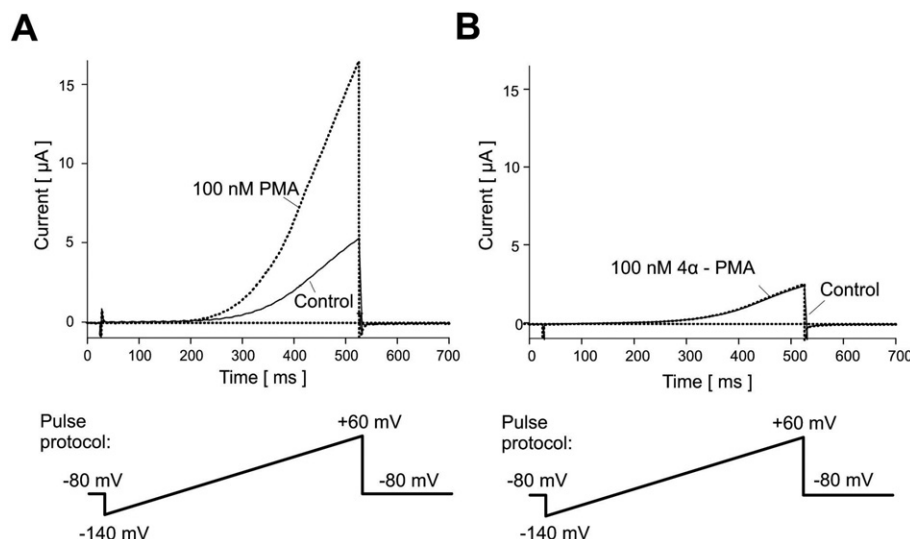 A
15
10
5
0
Current [ µA ]
100 nM PMA
Control
0 100 200 300 400 500 600 700
Time [ ms ]
Pulse
protocol:
+60 mV
-80 mV
-80 mV
-140 mV
B
15
10
5
0
Current [ µA ]
100 nM 4α - PMA
Control
0 100 200 300 400 500 600 700
Time [ ms ]
Pulse
protocol:
+60 mV
-80 mV
-80 mV
-140 mV